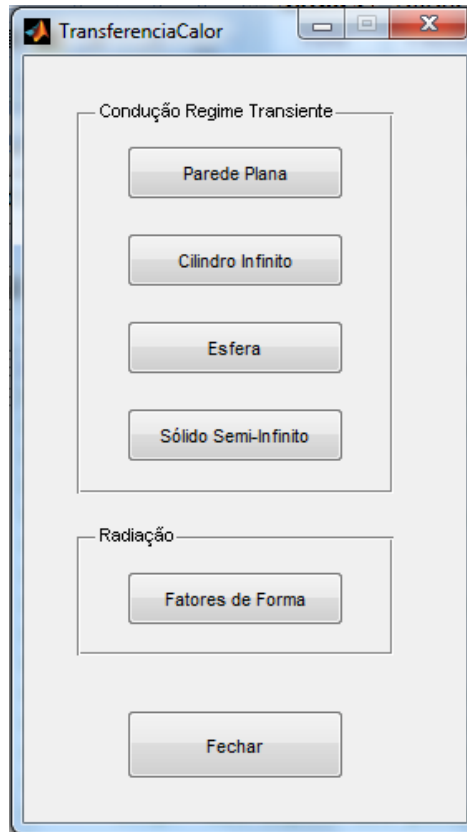 TransferenciaCalor
Condução Regime Transiente
Parede Plana
Cilindro Infinito
Esfera
Sólido Semi-Infinito
Radiação
Fatores de Forma
Fechar